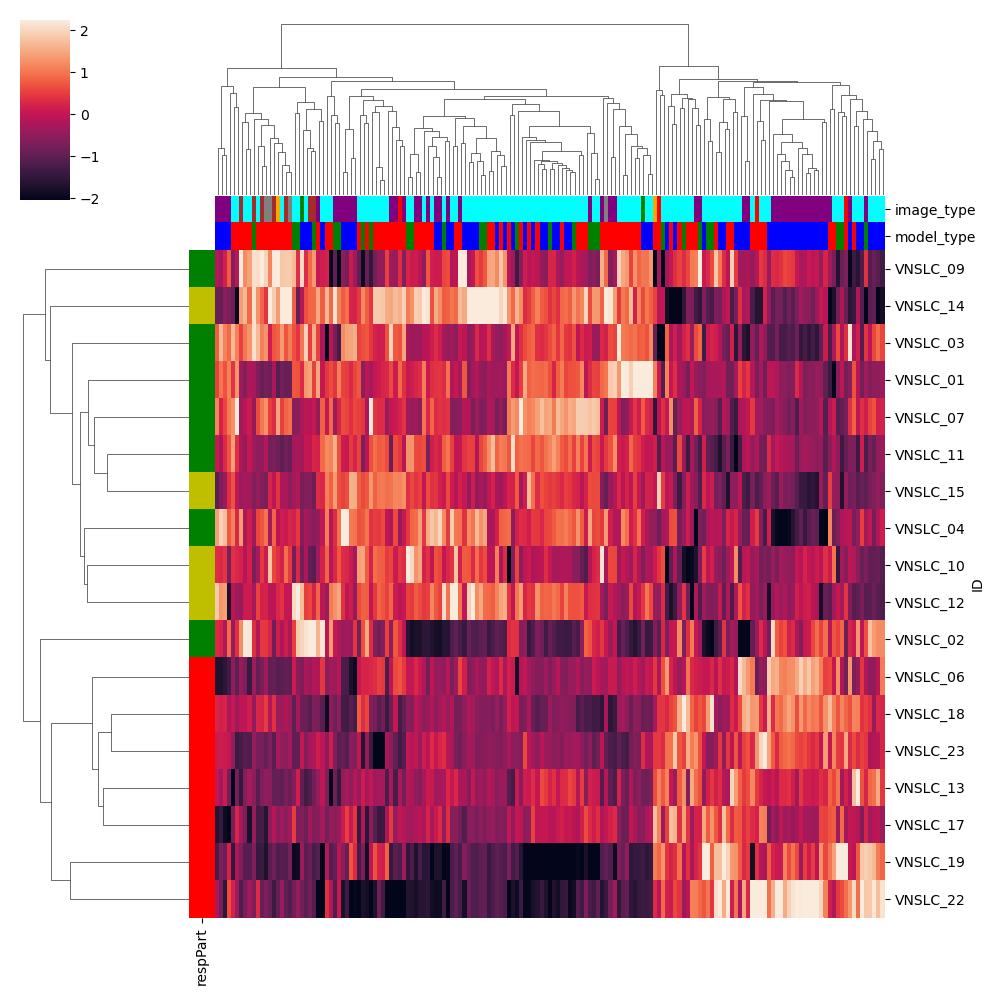 2
1
0
−1
−2
image_type
model_type
VNSLC_09
VNSLC_14
VNSLC_03
VNSLC_01
VNSLC_07
VNSLC_11
VNSLC_15
VNSLC_04
VNSLC_10
VNSLC_12
VNSLC_02
VNSLC_06
VNSLC_18
VNSLC_23
VNSLC_13
VNSLC_17
VNSLC_19
VNSLC_22
ID
respPart